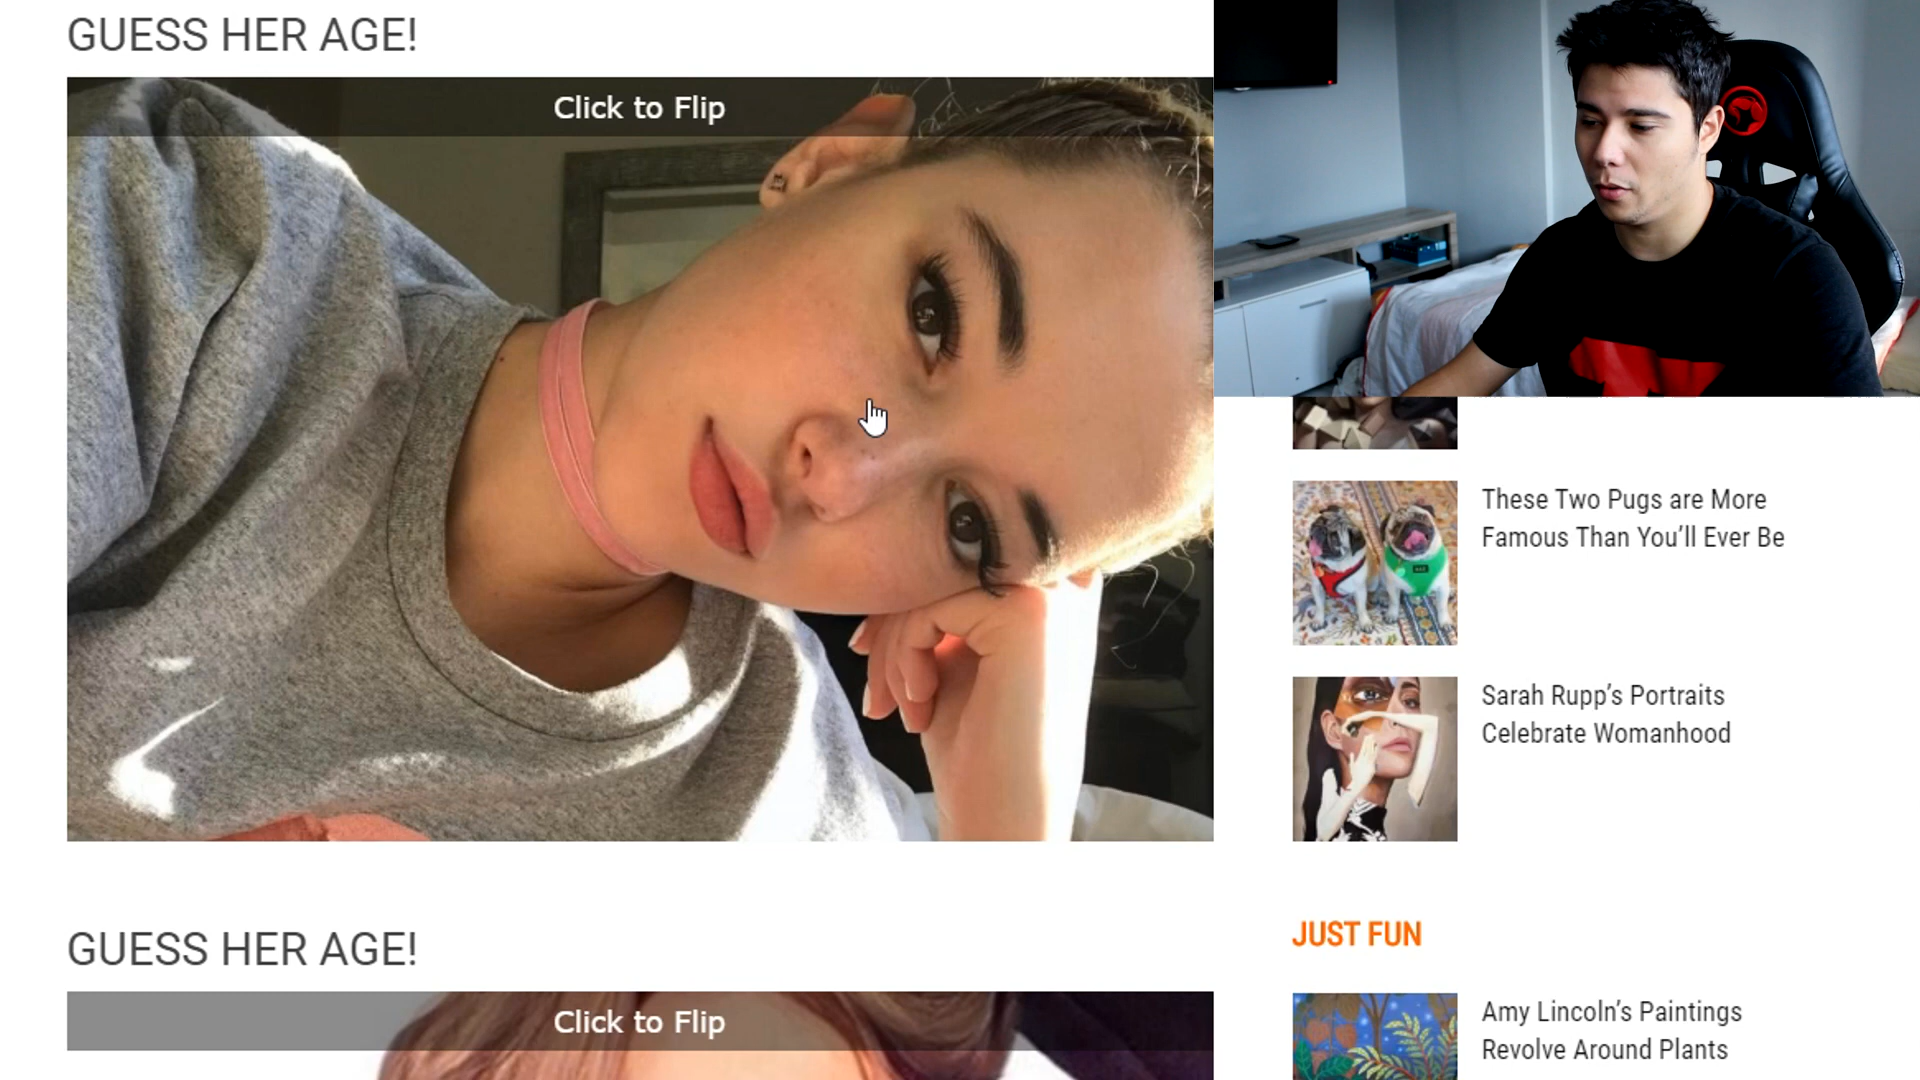 GUESS HER AGE!
Click to Flip
These Two Pugs are More
Famous Than You'll Ever Be
Sarah Rupp's Portraits
Celebrate Womanhood
GUESS HER AGE!
Click to Flip
JUST FUN
Amy Lincoln's Paintings
Revolve Around Plants